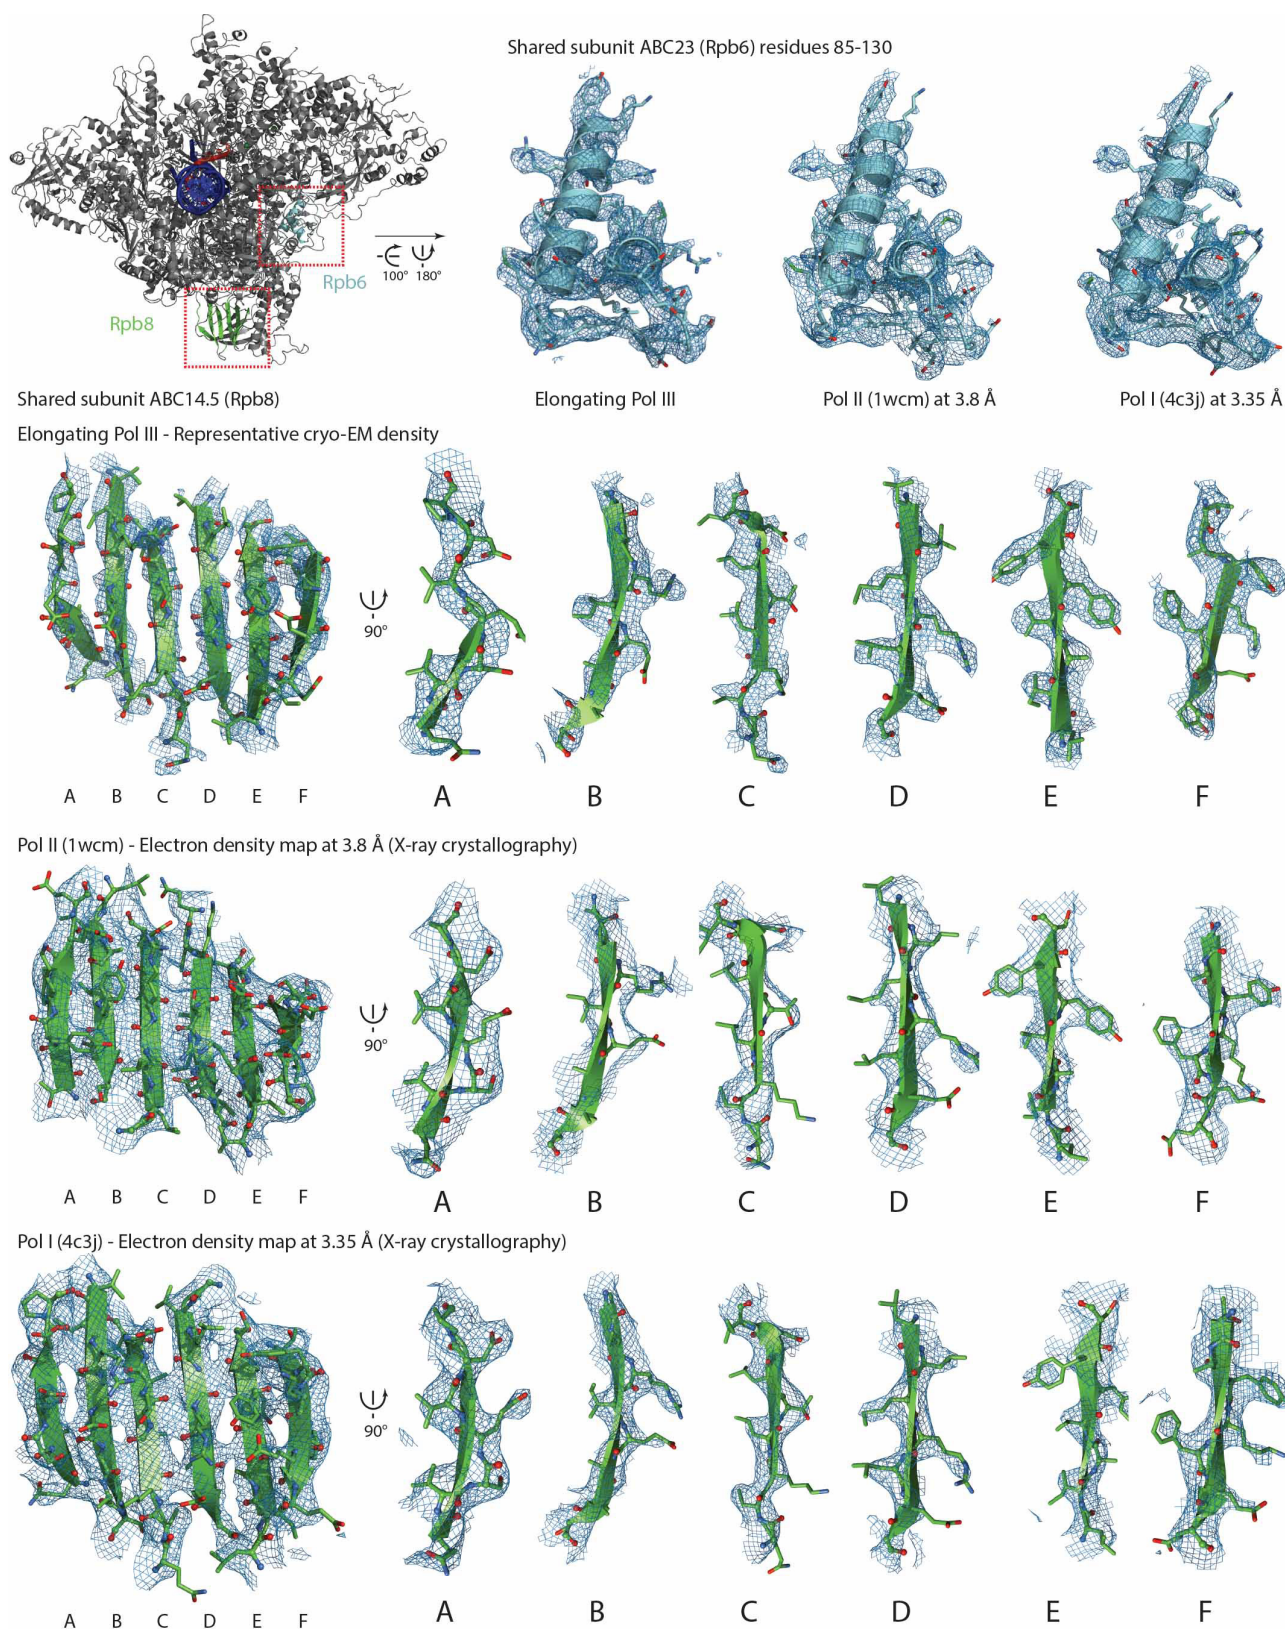 Shared subunit ABC23 (Rpb6) residues 85-130
Rpb6
100° 180°
Rpb8
Shared subunit ABC14.5 (Rpb8)
Elongating Pol III
Pol II (1wcm) at 3.8 Å
Pol I (4c3j) at 3.35 Å
Elongating Pol III - Representative cryo-EM density
90°
A B C D E F
A B C D E F
Pol II (1wcm) - Electron density map at 3.8 Å (X-ray crystallography)
90°
A B C D E F
A B C D E F
Pol I (4c3j) - Electron density map at 3.35 Å (X-ray crystallography)
90°
A B C D E F
A B C D E F